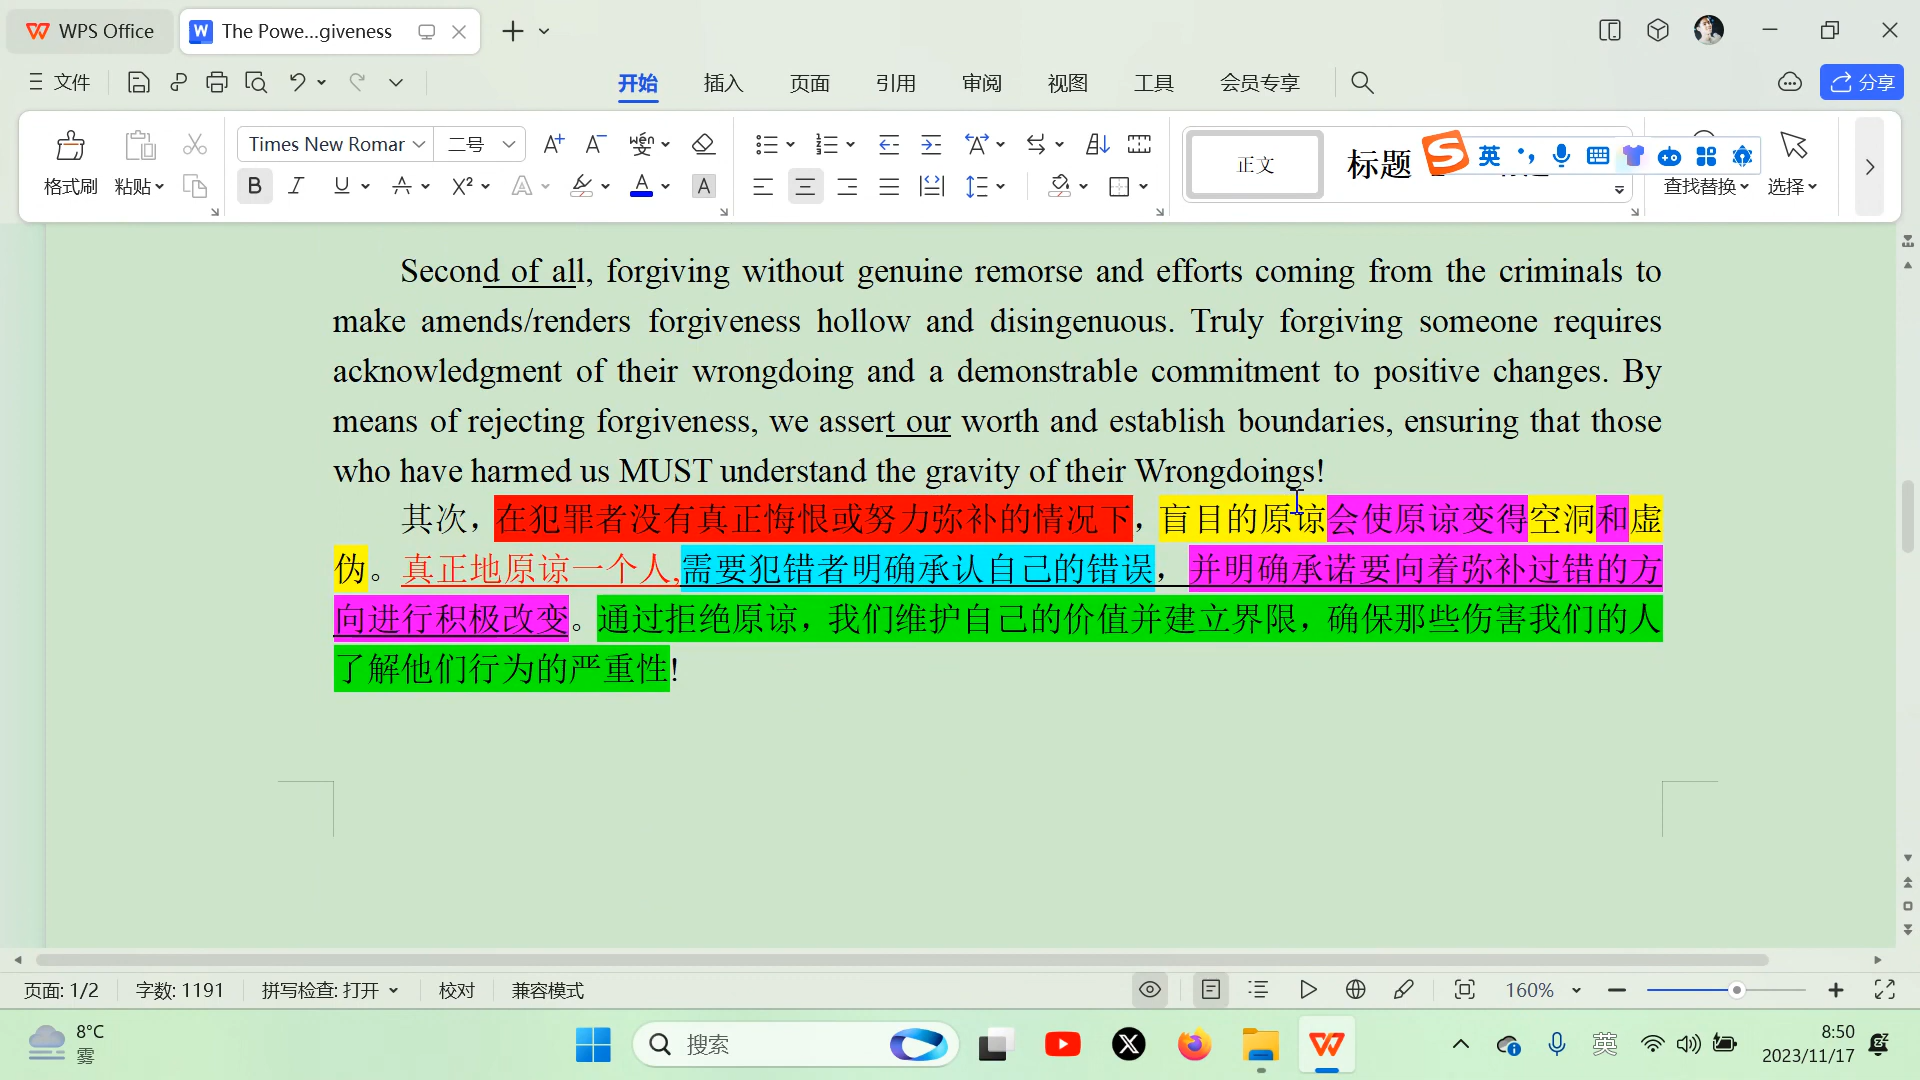 WPS Office
The Powe...giveness
文件
开始 插入 页面 引用 审阅 视图 工具 会员专享
分享
Times New Romar 二号
格式刷 粘贴
正文 标题
英
查找替换 选择
Second of all, forgiving without genuine remorse and efforts coming from the criminals to
make amends/renders forgiveness hollow and disingenuous. Truly forgiving someone requires
acknowledgment of their wrongdoing and a demonstrable commitment to positive changes. By
means of rejecting forgiveness, we assert our worth and establish boundaries, ensuring that those
who have harmed us MUST understand the gravity of their Wrongdoings!
其次，在犯罪者没有真正悔恨或努力弥补的情况下，盲目的原谅会使原谅变得空洞和虚
伪。真正地原谅一个人,需要犯错者明确承认自己的错误，并明确承诺要向着弥补过错的方
向进行积极改变。通过拒绝原谅，我们维护自己的价值并建立界限，确保那些伤害我们的人
了解他们行为的严重性!
页面: 1/2 字数: 1191 拼写检查: 打开 校对 兼容模式
160%
8°C
雾
搜索
英
8:50
2023/11/17